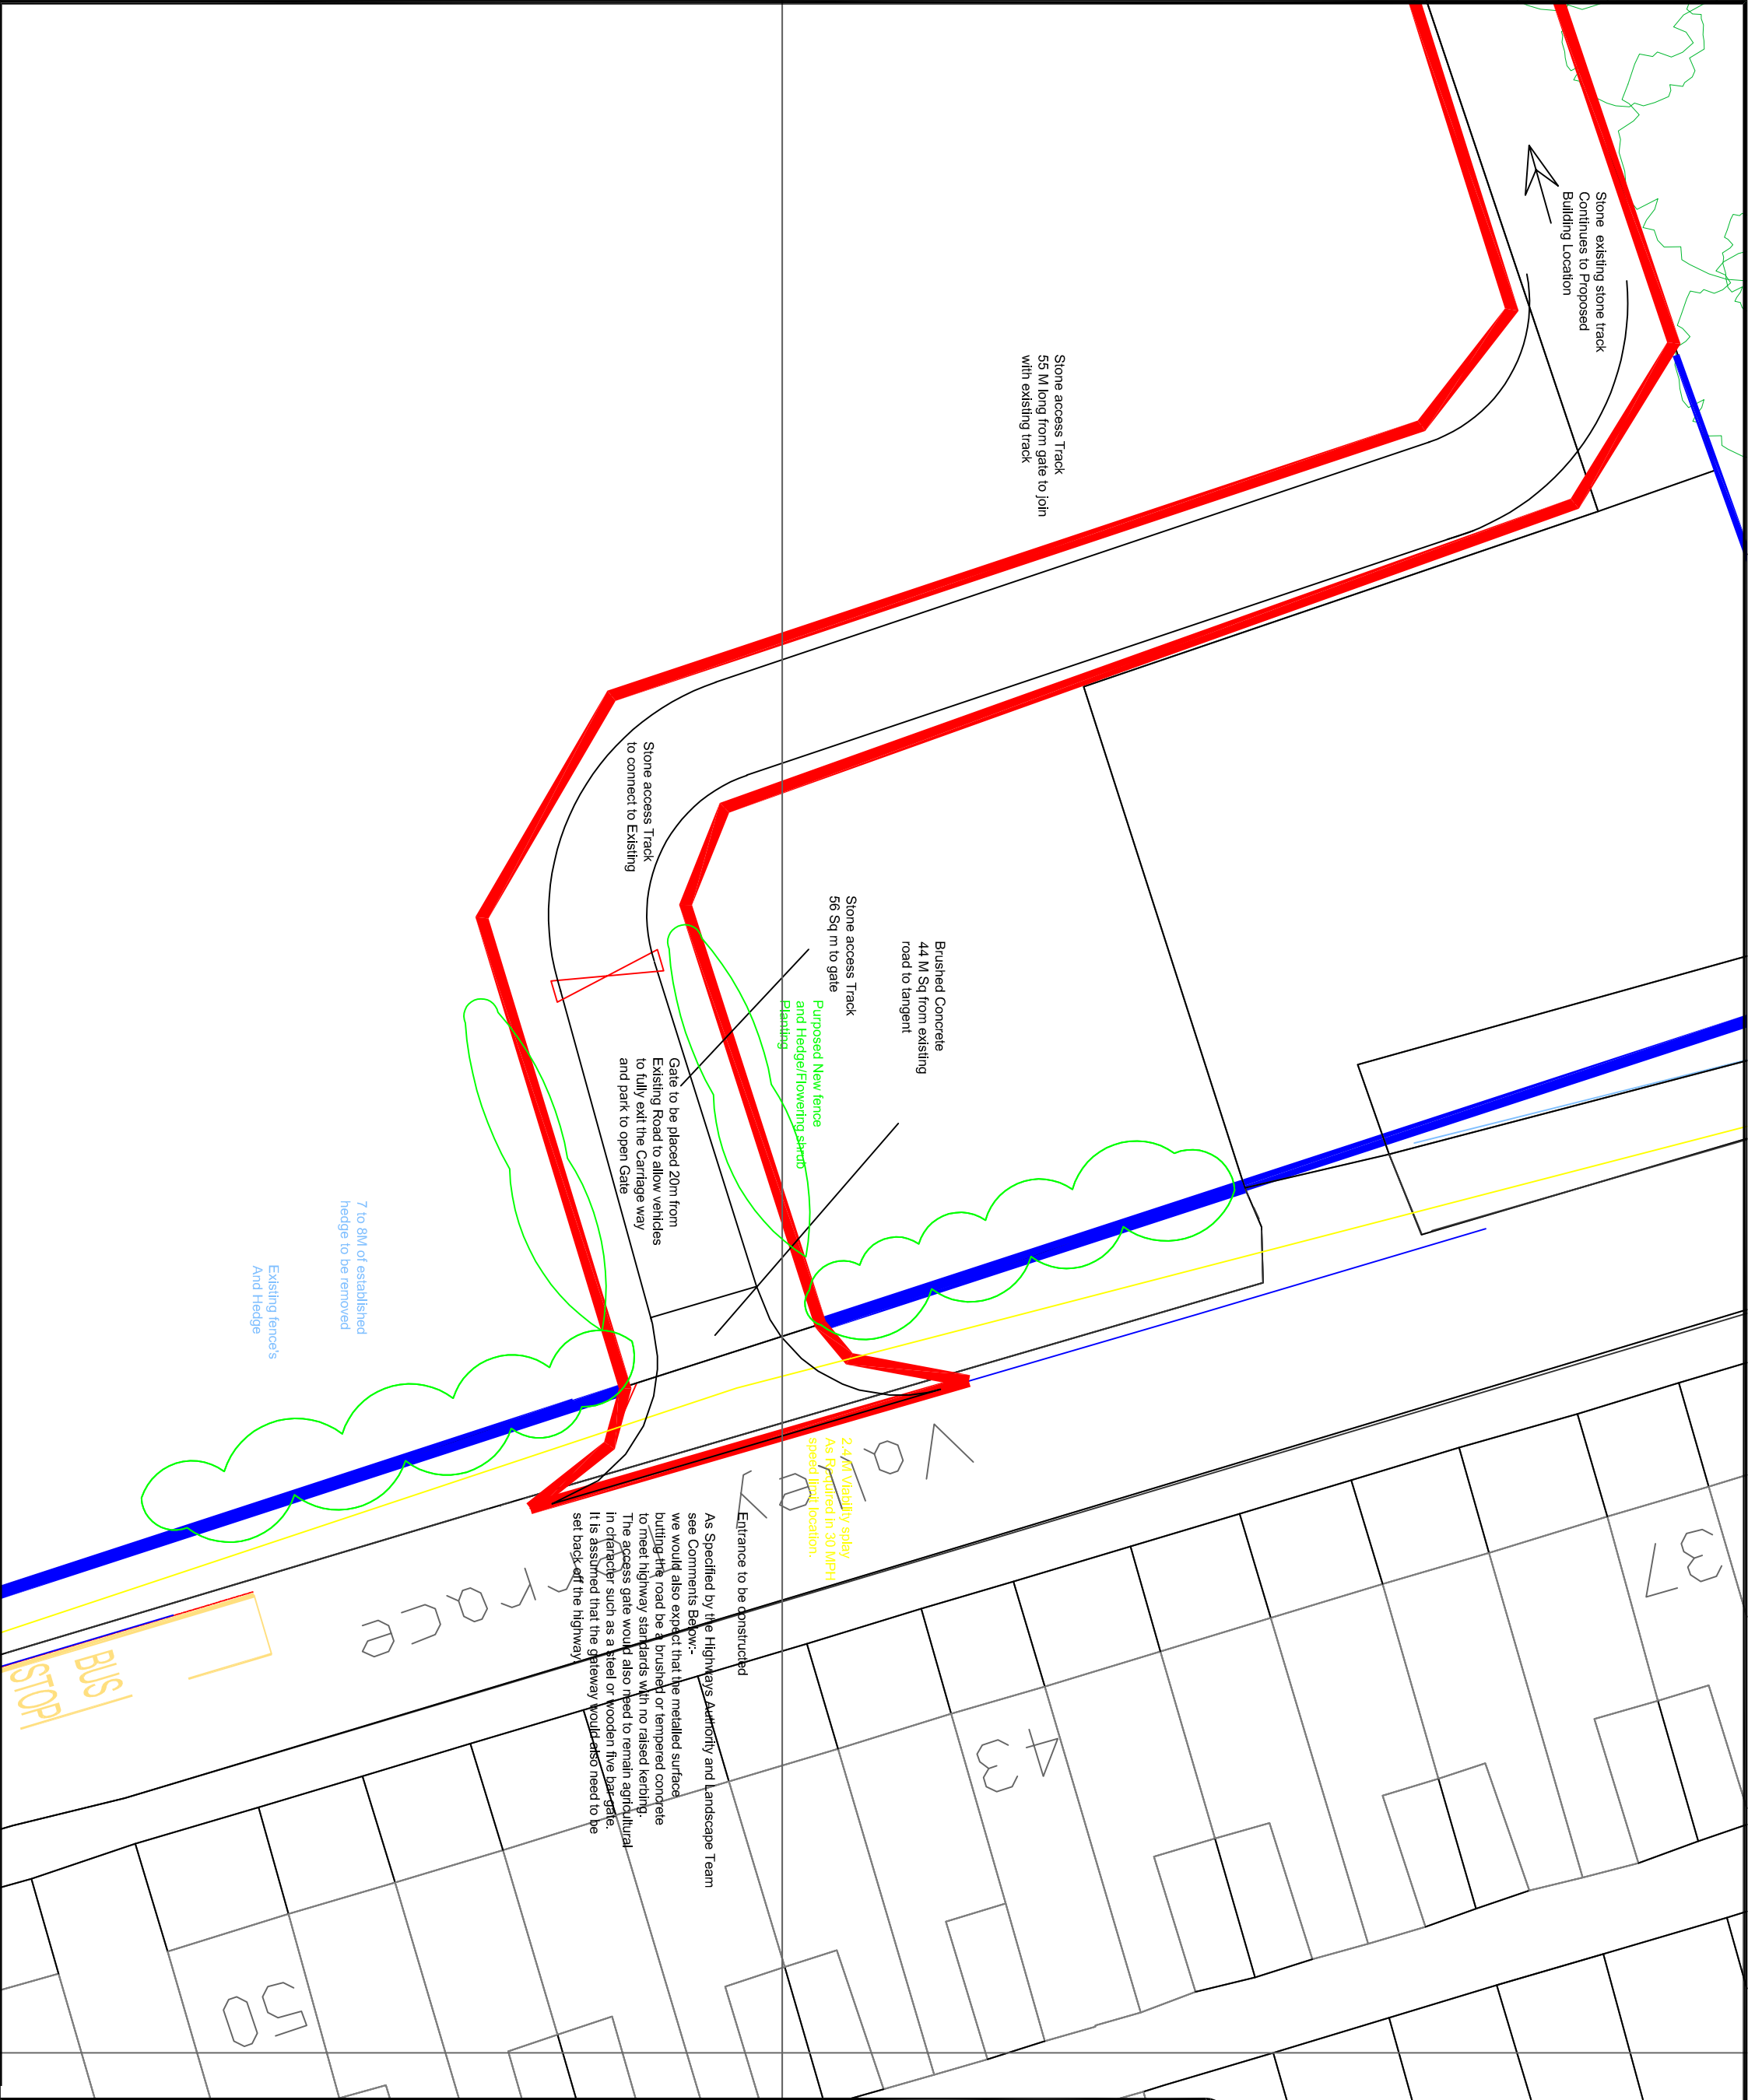 Stone  existing stone track
Continues to Proposed
Building Location
Stone access Track
55 M long from gate to join
with existing track
Stone access Track
to connect to Existing
Stone access Track
56 Sq m to gate
Brushed Concrete
44 M Sq from existing
road to tangent
Purposed New fence
and Hedge/Flowering shrub
Planting
Gate to be placed 20m from
Existing Road to allow vehicles
to fully exit the Carriage way
and park to open Gate
7 to 8M of established
hedge to be removed
Existing fence's
And Hedge
2.4 M Viability splay
As Required in 30 MPH
speed limit location.
Entrance to be constructed
As Specified by the Highways Authority and Landscape Team
see Comments Below:-
we would also expect that the metalled surface
butting the road be a brushed or tempered concrete
to meet highway standards with no raised kerbing.
The access gate would also need to remain agricultural
in character such as a steel or wooden five bar gate.
It is assumed that the gateway would also need to be
set back off the highway.
BUS
STOP
37
43
50